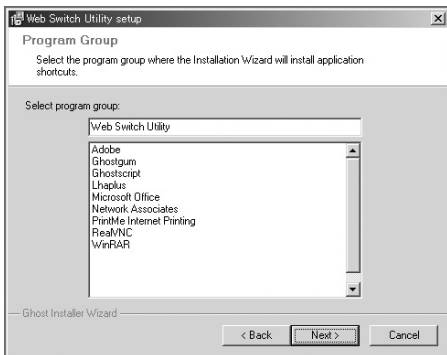 Web Switch Utility setup
Program Group
Select the program group where the Installation Wizard will install application
shortcuts.
Select program group:
Web Switch Utility
Adobe
Ghostgum
Ghostscript
Lhaplus
Microsoft Office
Network Associates
PrintMe Internet Printing
RealVNC
WinRAR
Ghost Installer Wizard
< Back
Next >
Cancel